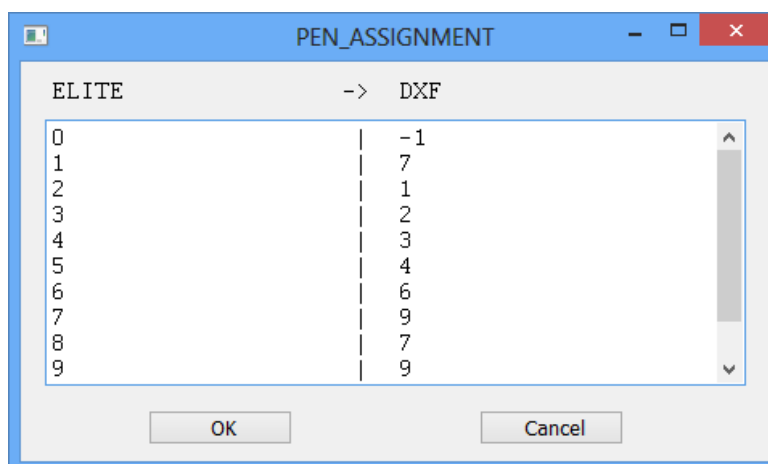 PEN_ASSIGNMENT
ELITE -> DXF
0 | -1
1 | 7
2 | 1
3 | 2
4 | 3
5 | 4
6 | 6
7 | 9
8 | 7
9 | 9
OK Cancel